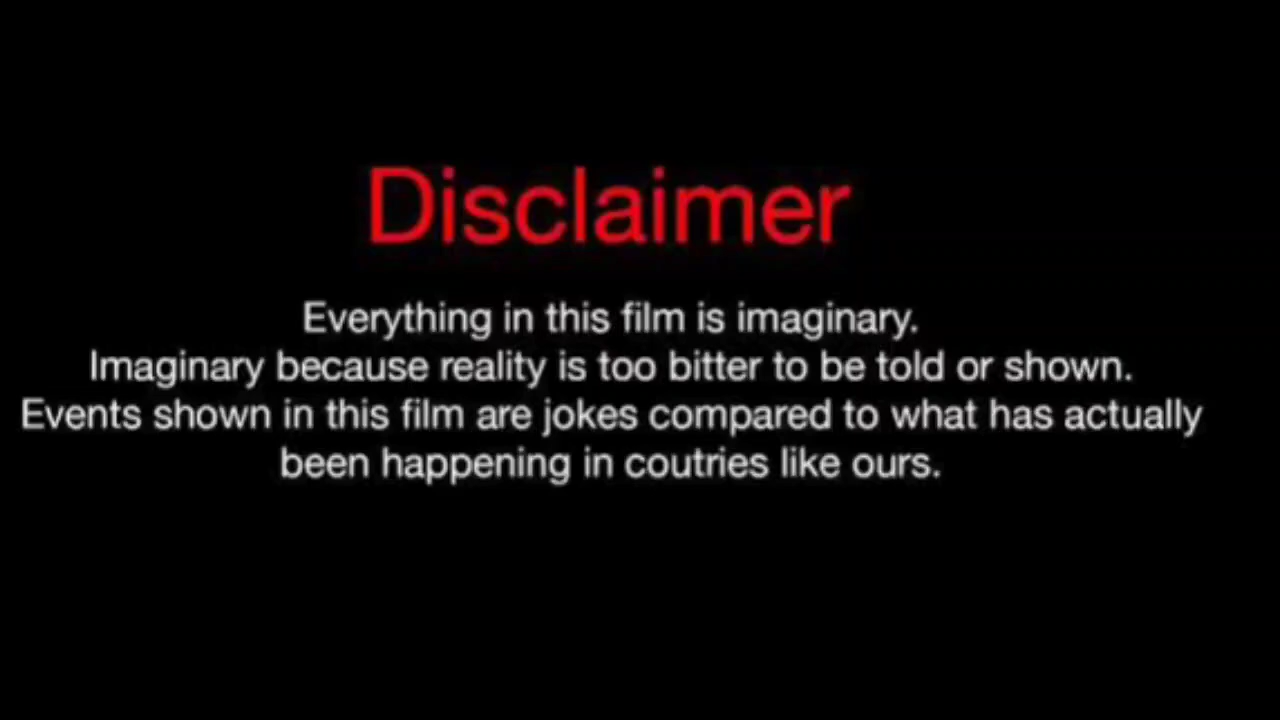 Disclaimer
Everything in this film is imaginary.
Imaginary because reality is too bitter to be told or shown.
Events shown in this film are jokes compared to what has actually
been happening in coutries like ours.